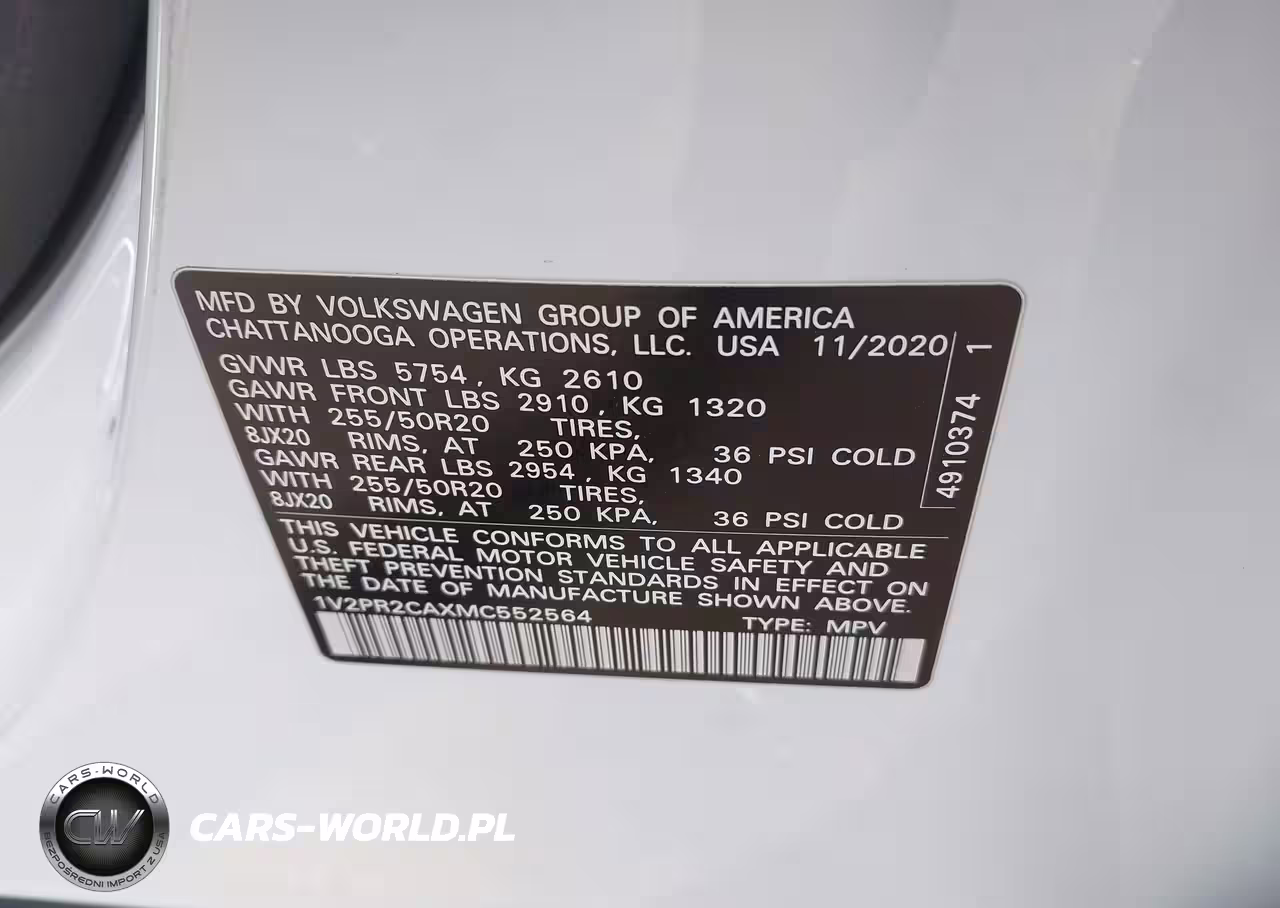 MFD BY VOLKSWAGEN GROUP OF AMERICA
CHATTANOOGA OPERATIONS, LLC. USA 11/2020
GVWR LBS 5754, KG 2610
GAWR FRONT LBS 2910, KG 1320
WITH 255/50R20 TIRES,
8JX20 RIMS, AT 250 KPA, 36 PSI COLD
GAWR REAR LBS 2954, KG 1340
WITH 255/50R20 TIRES,
8JX20 RIMS, AT 250 KPA, 36 PSI COLD
4910374 1
THIS VEHICLE CONFORMS TO ALL APPLICABLE
U.S. FEDERAL MOTOR VEHICLE SAFETY AND
THEFT PREVENTION STANDARDS IN EFFECT ON
THE DATE OF MANUFACTURE SHOWN ABOVE.
1V2PR2CAXMC552564 TYPE: MPV
CARS-WORLD
CW
BEZPOŚREDNI IMPORT Z USA
CARS-WORLD.PL